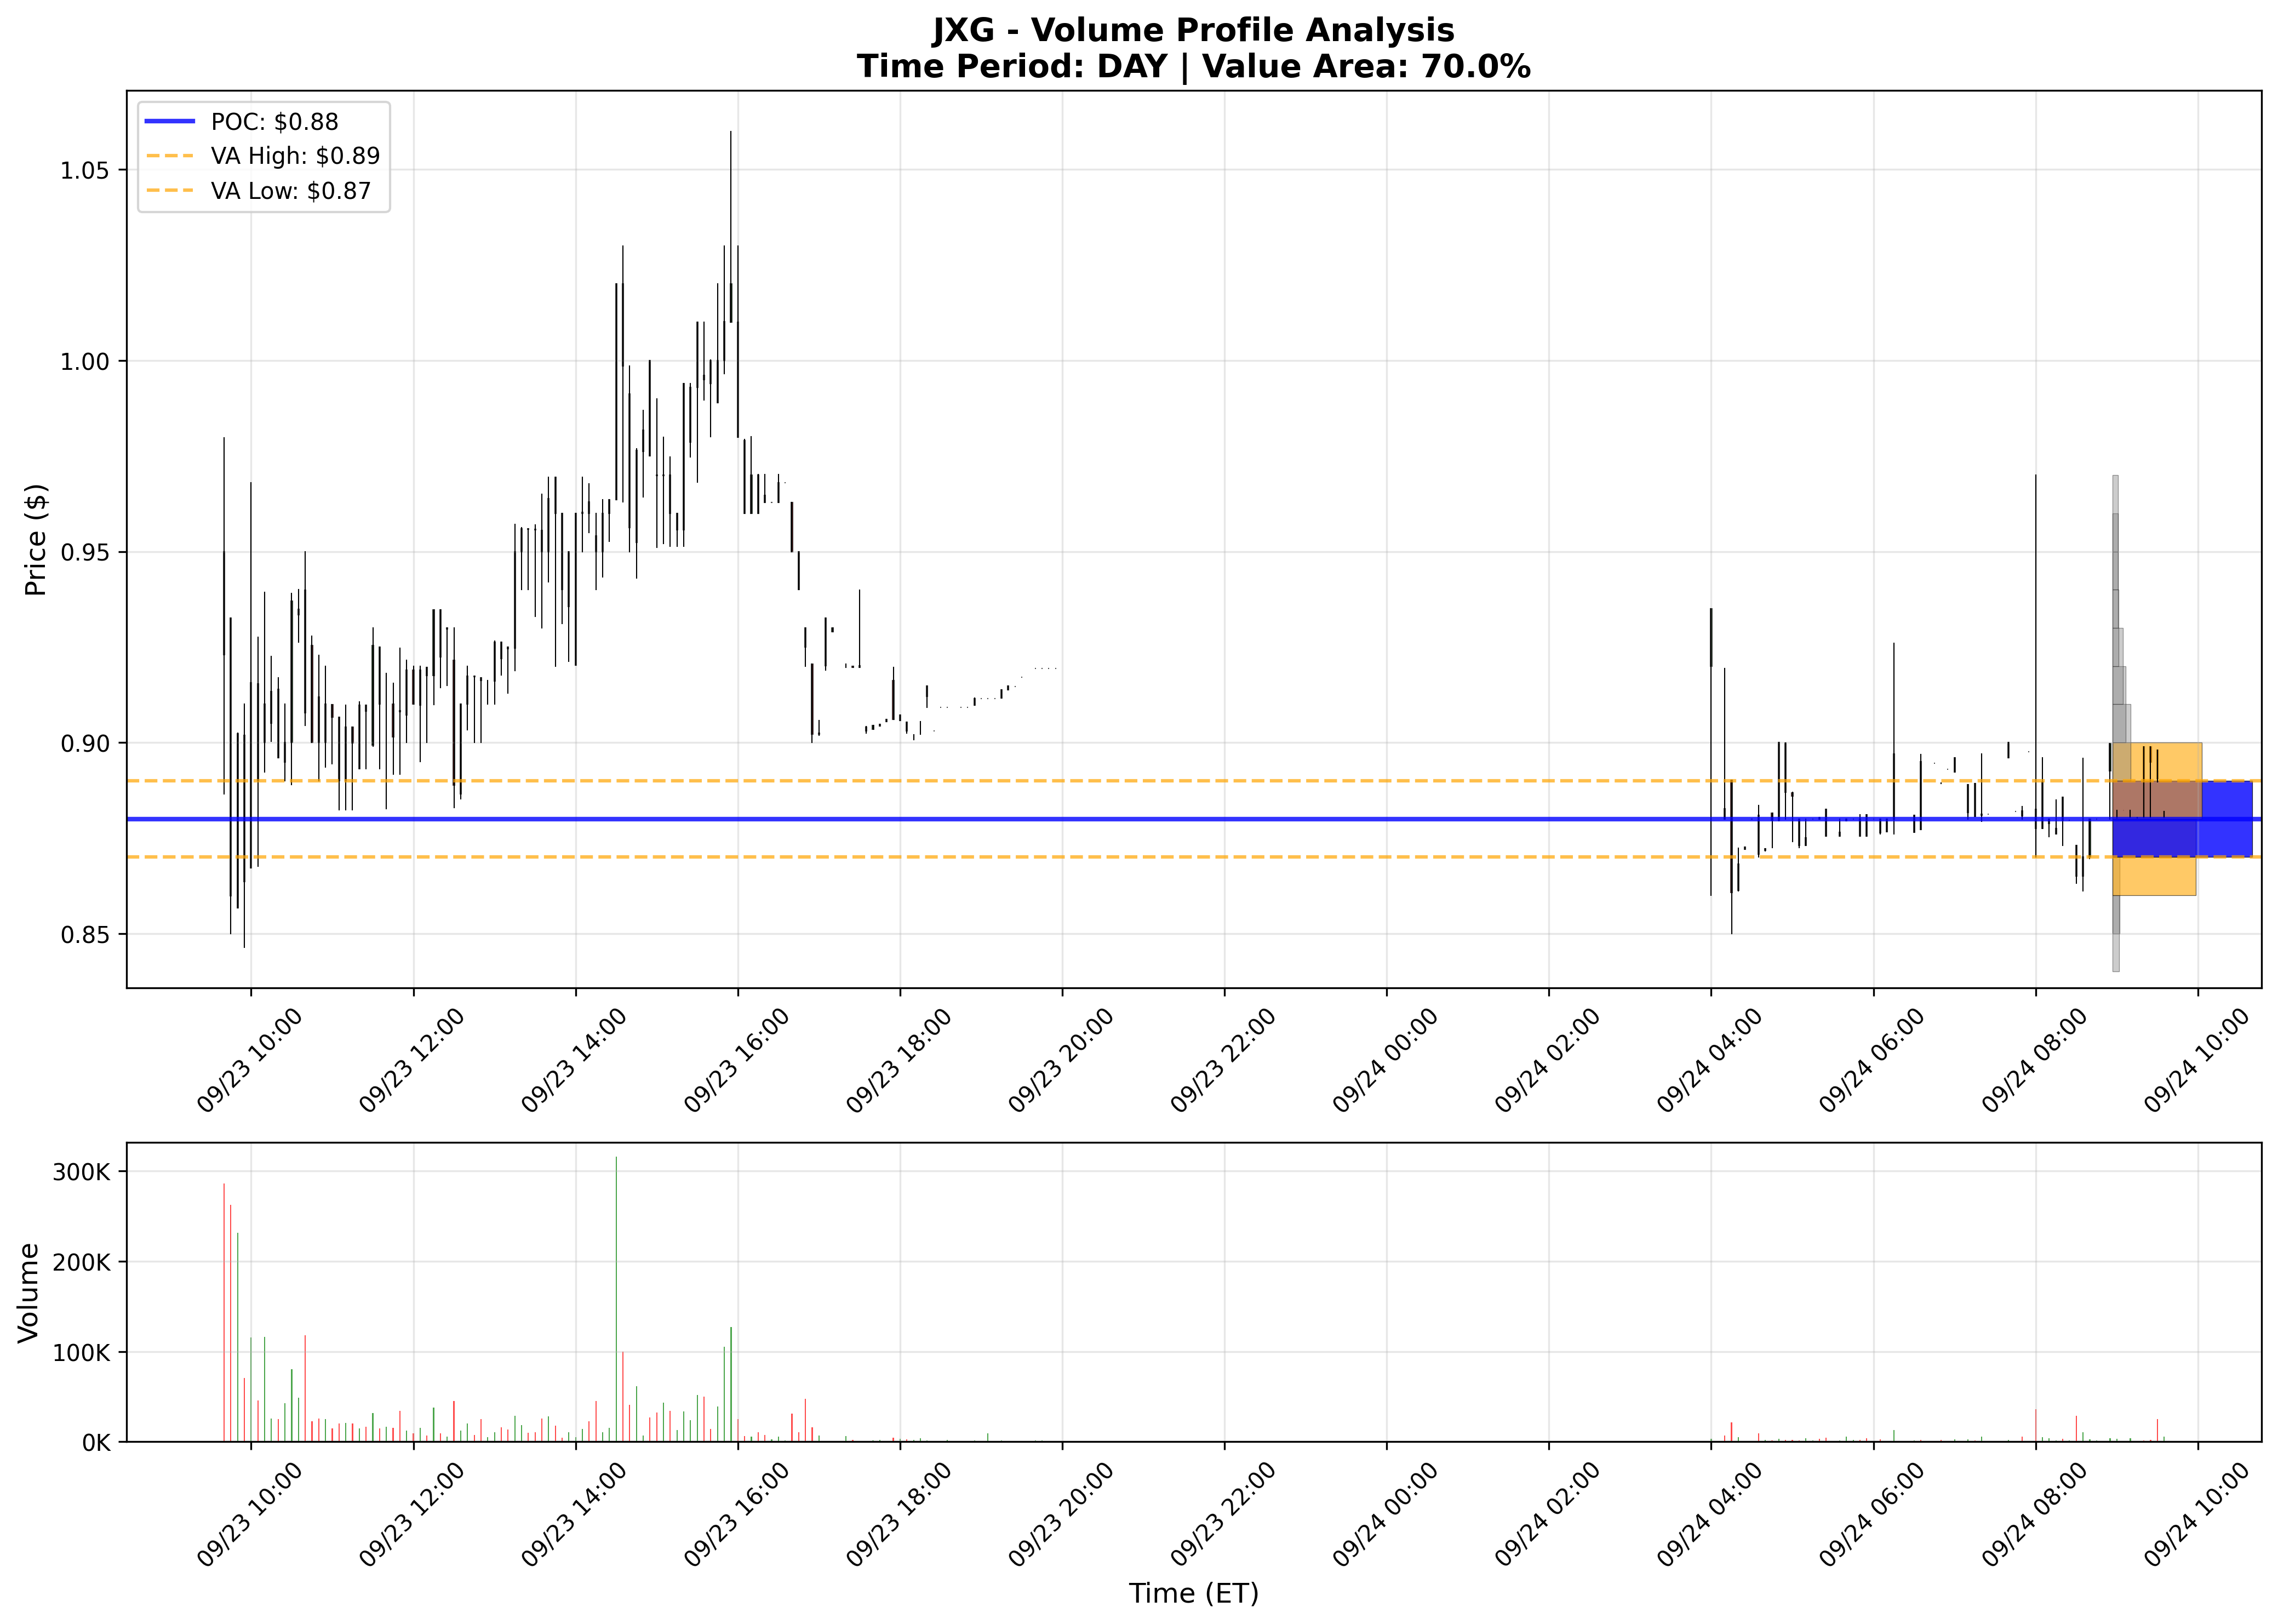 JXG - Volume Profile Analysis
Time Period: DAY | Value Area: 70.0%
POC: $0.88
VA High: $0.89
VA Low: $0.87
Price ($)
1.05
1.00
0.95
0.90
0.85
09/23 10:00
09/23 12:00
09/23 14:00
09/23 16:00
09/23 18:00
09/23 20:00
09/23 22:00
09/24 00:00
09/24 02:00
09/24 04:00
09/24 06:00
09/24 08:00
09/24 10:00
Volume
300K
200K
100K
0K
09/23 10:00
09/23 12:00
09/23 14:00
09/23 16:00
09/23 18:00
09/23 20:00
09/23 22:00
09/24 00:00
09/24 02:00
09/24 04:00
09/24 06:00
09/24 08:00
09/24 10:00
Time (ET)